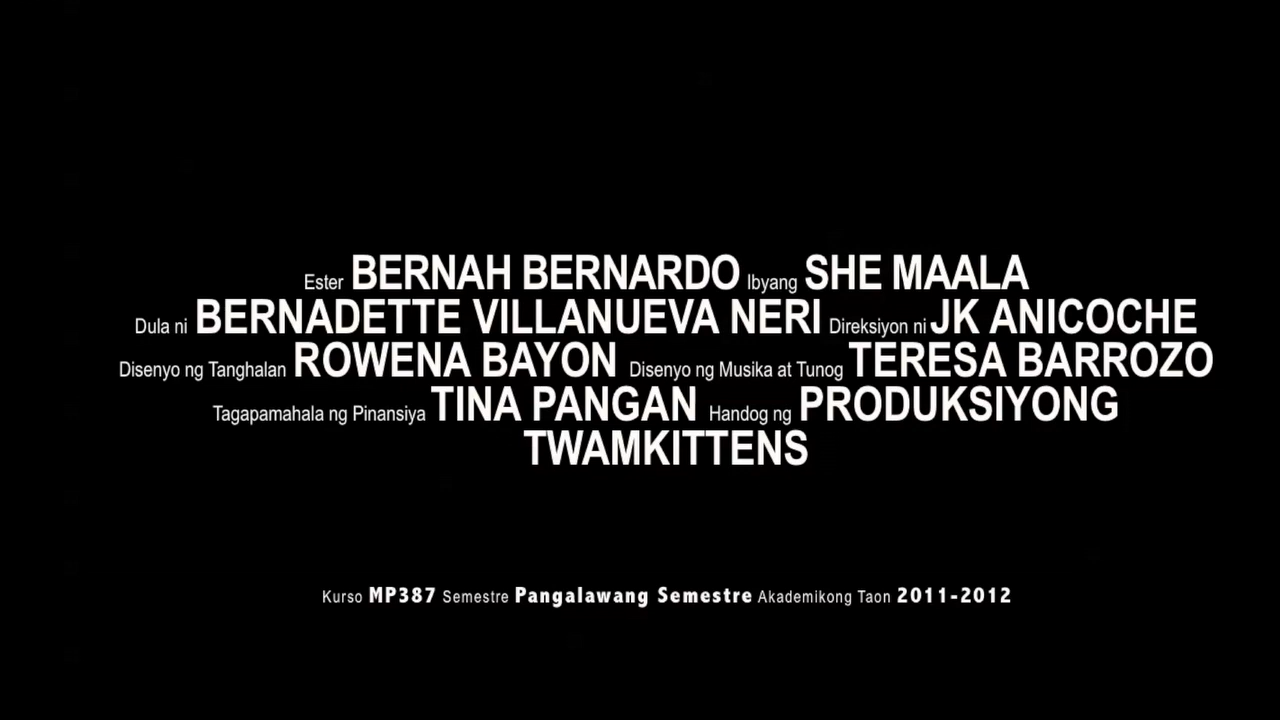 Ester BERNAH BERNARDO Ibyang SHE MAALA
Dula ni BERNADETTE VILLANUEVA NERI Direksiyon ni JK ANICOCHE
Disenyo ng Tanghalan ROWENA BAYON Disenyo ng Musika at Tunog TERESA BARROZO
Tagapamahala ng Pinansiya TINA PANGAN Handog ng PRODUKSIYONG
TWAMKITTENS
Kurso MP387 Semestre Pangalawang Semestre Akademikong Taon 2011-2012